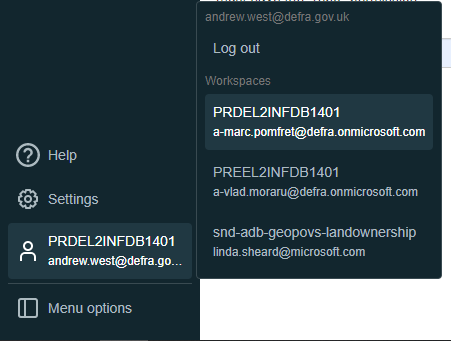 andrew.west@defra.gov.uk
Log out
Workspaces
PRDEL2INFDB1401
a-marc.pomfret@defra.onmicrosoft.com
PREEL2INFDB1401
a-vlad.moraru@defra.onmicrosoft.com
snd-adb-geopovs-landownership
linda.sheard@microsoft.com
Help
Settings
PRDEL2INFDB1401
andrew.west@defra.go...
Menu options